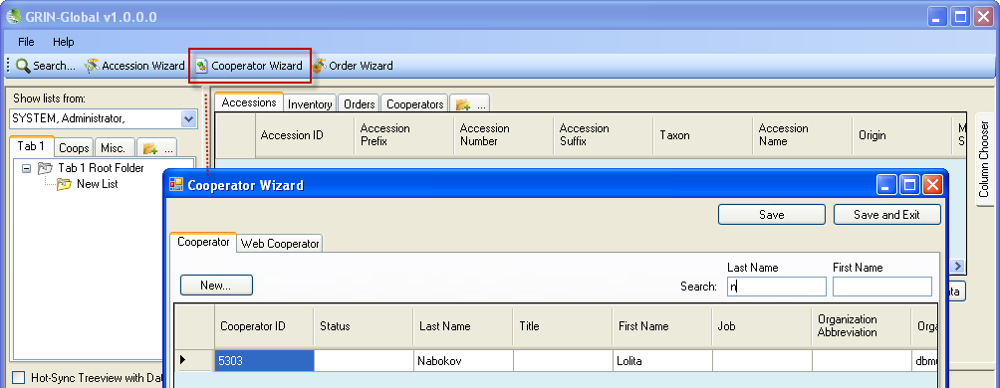 GRIN-Global v1.0.0.0
File Help
Search... Accession Wizard Cooperator Wizard Order Wizard
Show lists from:
SYSTEM, Administrator,
Tab 1 Coops Misc. ...
Tab 1 Root Folder
New List
Accessions Inventory Orders Cooperators ...
Accession ID Accession Prefix Accession Number Accession Suffix Taxon Accession Name Origin M S
Column Chooser
Cooperator Wizard
Save Save and Exit
Cooperator Web Cooperator
Last Name First Name
New... Search: n
ata
Cooperator ID Status Last Name Title First Name Job Organization Abbreviation Orga
5303 Nabokov Lolita dbmu
Hot-Sync Treeview with Dat